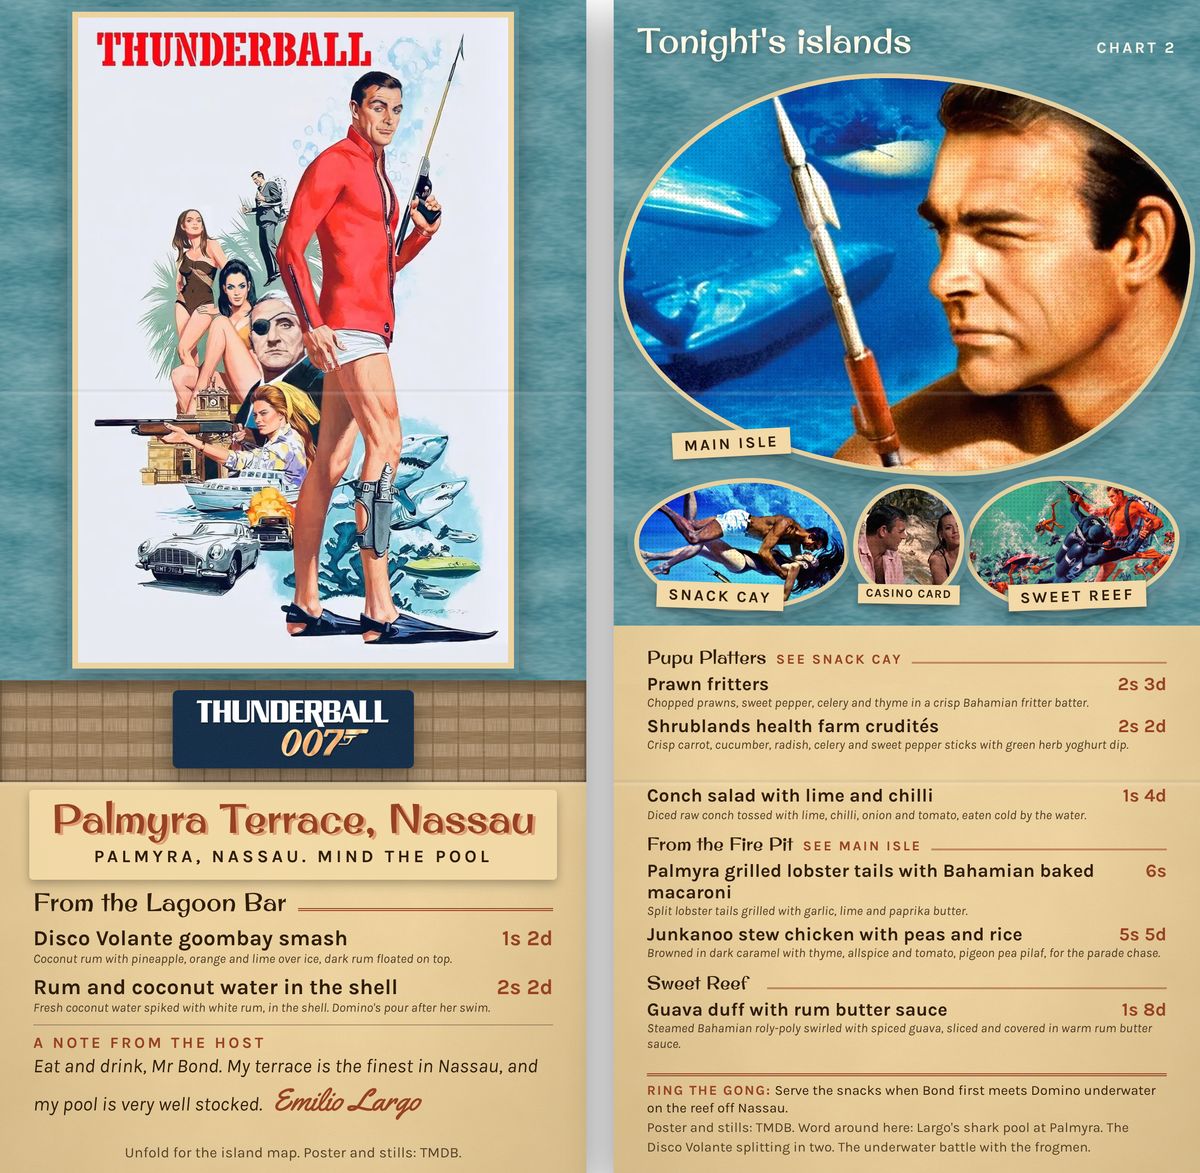 THUNDERBALL
THUNDERBALL
007
Palmyra Terrace, Nassau
PALMYRA, NASSAU. MIND THE POOL
From the Lagoon Bar
Disco Volante goombay smash 1s 2d
Coconut rum with pineapple, orange and lime over ice, dark rum floated on top.
Rum and coconut water in the shell 2s 2d
Fresh coconut water spiked with white rum, in the shell. Domino's pour after her swim.
A NOTE FROM THE HOST
Eat and drink, Mr Bond. My terrace is the finest in Nassau, and
my pool is very well stocked. Emilio Largo
Unfold for the island map. Poster and stills: TMDB.
Tonight's islands
CHART 2
MAIN ISLE
SNACK CAY
CASINO CARD
SWEET REEF
Pupu Platters SEE SNACK CAY
Prawn fritters 2s 3d
Chopped prawns, sweet pepper, celery and thyme in a crisp Bahamian fritter batter.
Shrublands health farm crudités 2s 2d
Crisp carrot, cucumber, radish, celery and sweet pepper sticks with green herb yoghurt dip.
Conch salad with lime and chilli 1s 4d
Diced raw conch tossed with lime, chilli, onion and tomato, eaten cold by the water.
From the Fire Pit SEE MAIN ISLE
Palmyra grilled lobster tails with Bahamian baked 6s
macaroni
Split lobster tails grilled with garlic, lime and paprika butter.
Junkanoo stew chicken with peas and rice 5s 5d
Browned in dark caramel with thyme, allspice and tomato, pigeon pea pilaf, for the parade chase.
Sweet Reef
Guava duff with rum butter sauce 1s 8d
Steamed Bahamian roly-poly swirled with spiced guava, sliced and covered in warm rum butter
sauce.
RING THE GONG: Serve the snacks when Bond first meets Domino underwater
on the reef off Nassau.
Poster and stills: TMDB. Word around here: Largo's shark pool at Palmyra. The
Disco Volante splitting in two. The underwater battle with the frogmen.